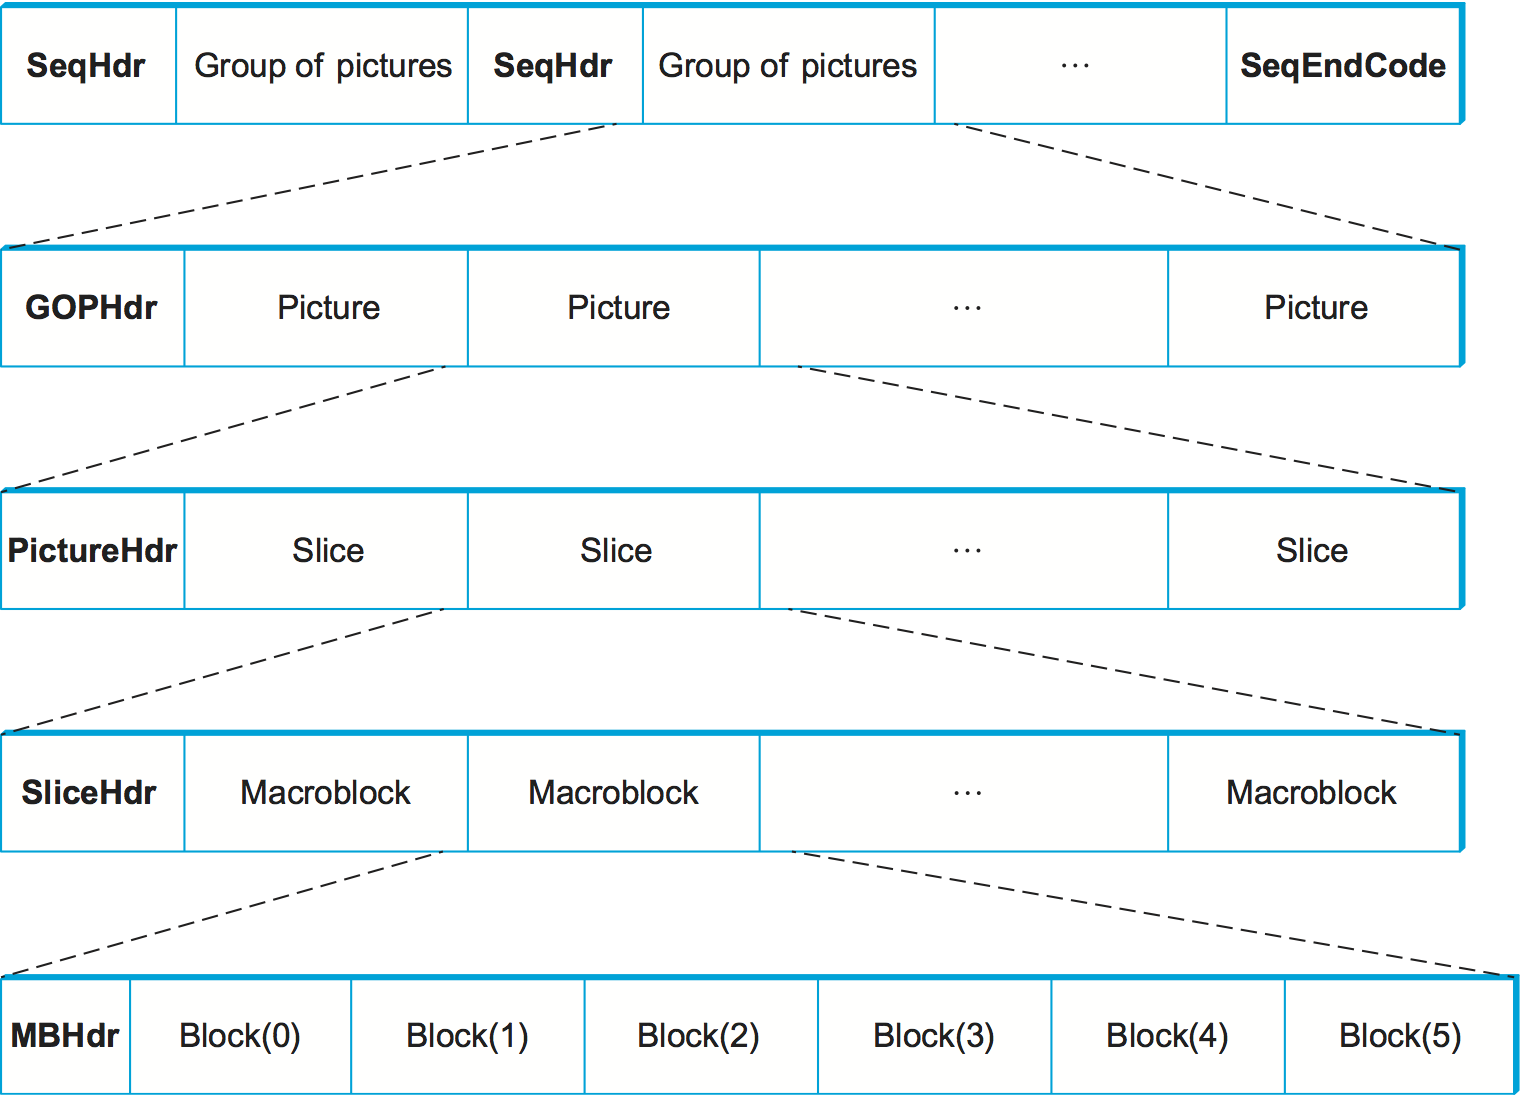 SeqHdr Group of pictures SeqHdr Group of pictures ... SeqEndCode
GOPHdr Picture Picture ... Picture
PictureHdr Slice Slice ... Slice
SliceHdr Macroblock Macroblock ... Macroblock
MBHdr Block(0) Block(1) Block(2) Block(3) Block(4) Block(5)